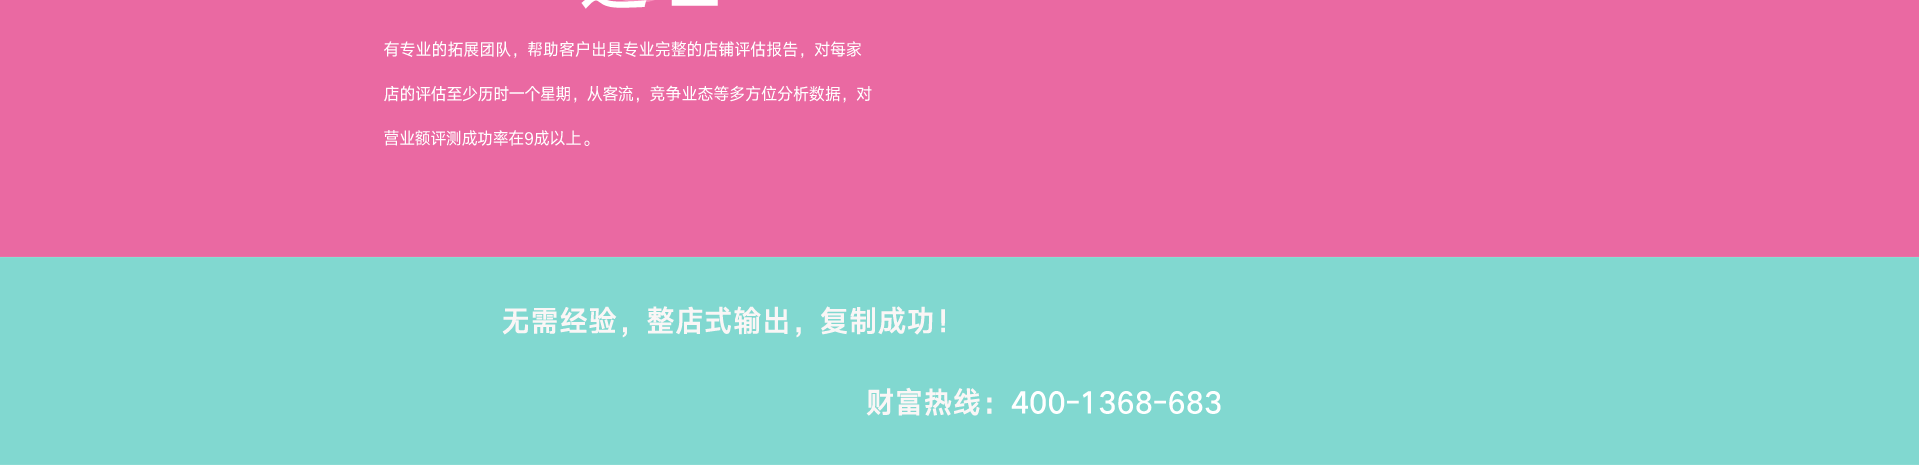 有专业的拓展团队，帮助客户出具专业完整的店铺评估报告，对每家
店的评估至少历时一个星期，从客流，竞争业态等多方位分析数据，对
营业额评测成功率在9成以上。
无需经验，整店式输出，复制成功！
财富热线：400-1368-683